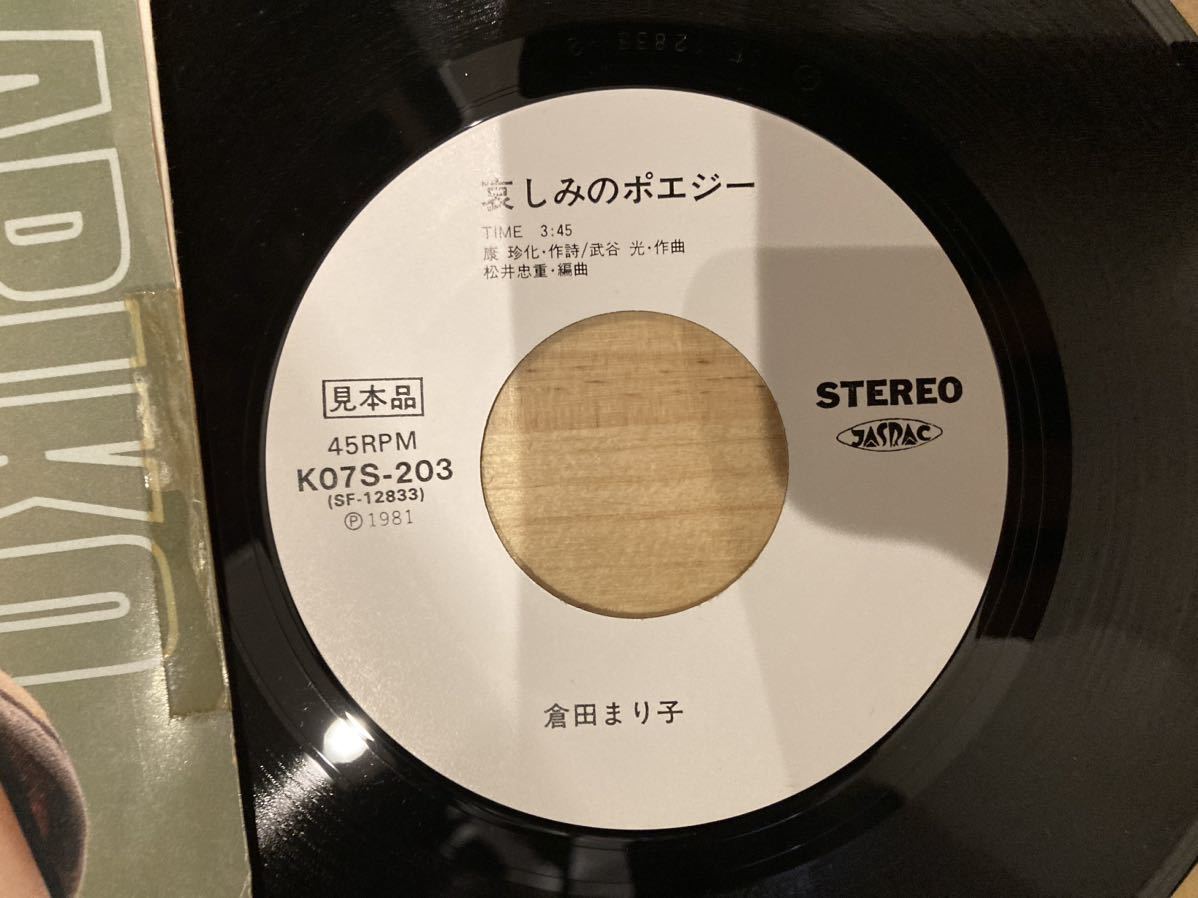 哀しみのポエジー
TIME 3:45
康 珍化・作詩/武谷 光・作曲
松井忠重・編曲
見本品
45RPM
K07S-203
(SF-12833)
Ⓟ1981
STEREO
JASRAC
倉田まり子